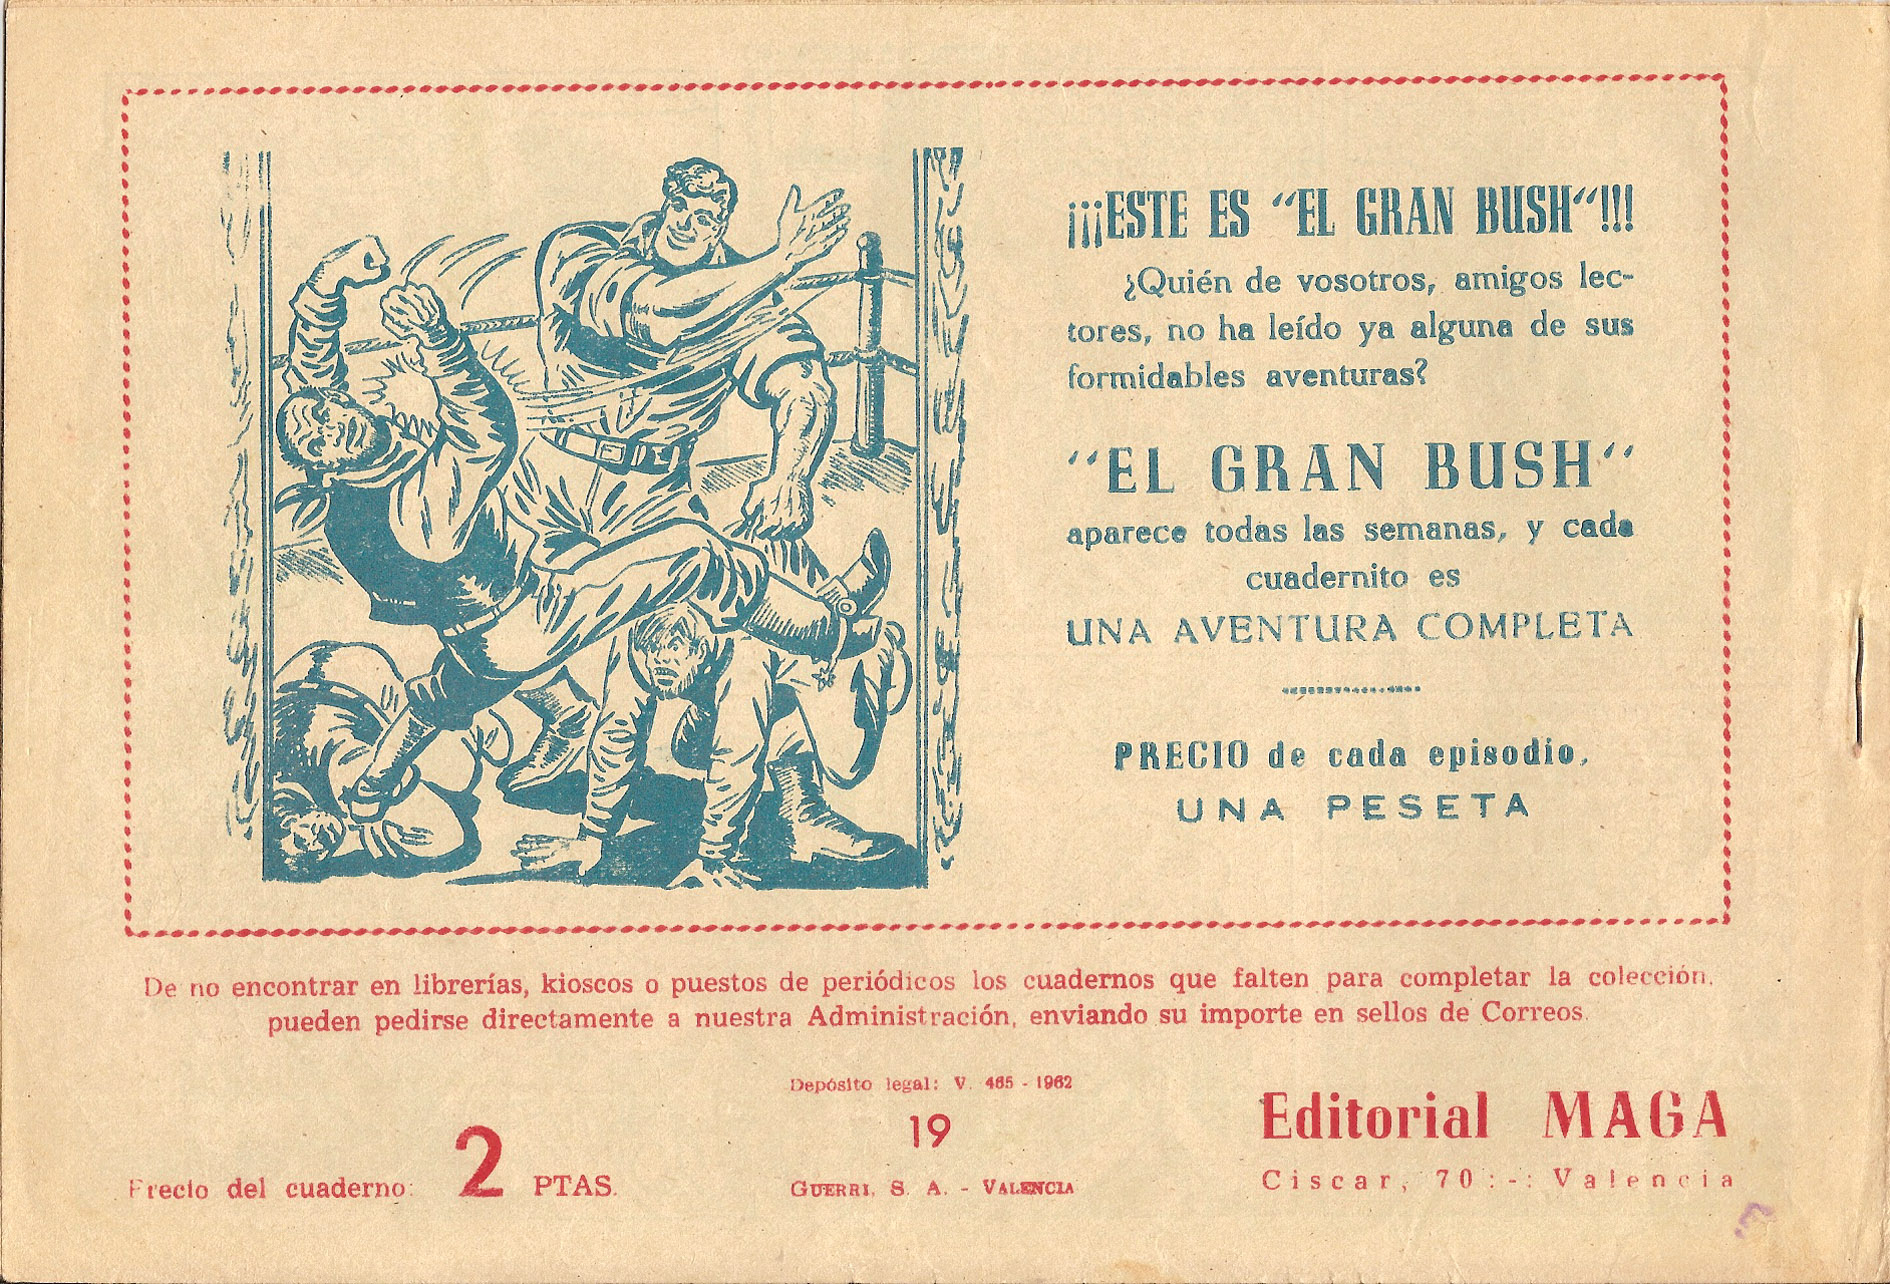 ¡¡¡ESTE ES "EL GRAN BUSH"!!!
¿Quién de vosotros, amigos lec-
tores, no ha leído ya alguna de sus
formidables aventuras?
"EL GRAN BUSH"
aparece todas las semanas, y cada
cuadernito es
UNA AVENTURA COMPLETA
PRECIO de cada episodio,
UNA PESETA
De no encontrar en librerías, kioscos o puestos de periódicos los cuadernos que falten para completar la colección,
pueden pedirse directamente a nuestra Administración, enviando su importe en sellos de Correos.
Depósito legal: V. 465 - 1962
19
GUERRI, S. A. - VALENCIA
Precio del cuaderno: 2 PTAS.
Editorial MAGA
Ciscar, 70 :-: Valencia